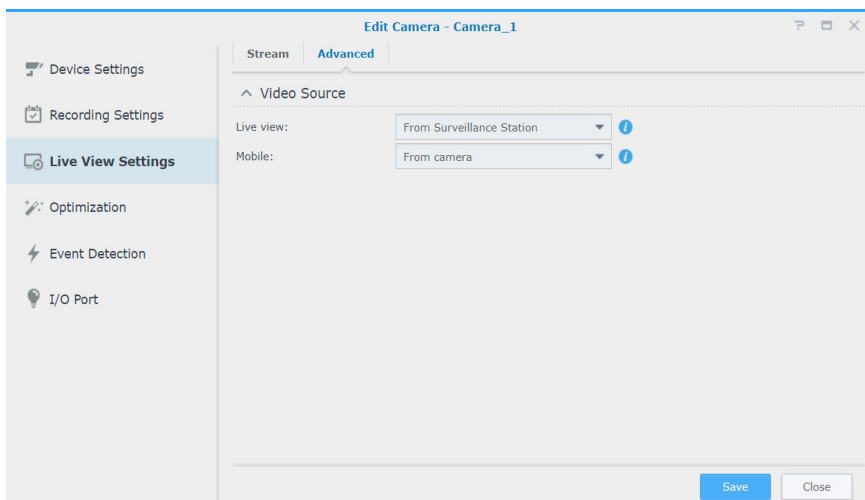 Edit Camera - Camera_1
Device Settings
Recording Settings
Live View Settings
Optimization
Event Detection
I/O Port
Stream
Advanced
Video Source
Live view:
From Surveillance Station
Mobile:
From camera
Save
Close